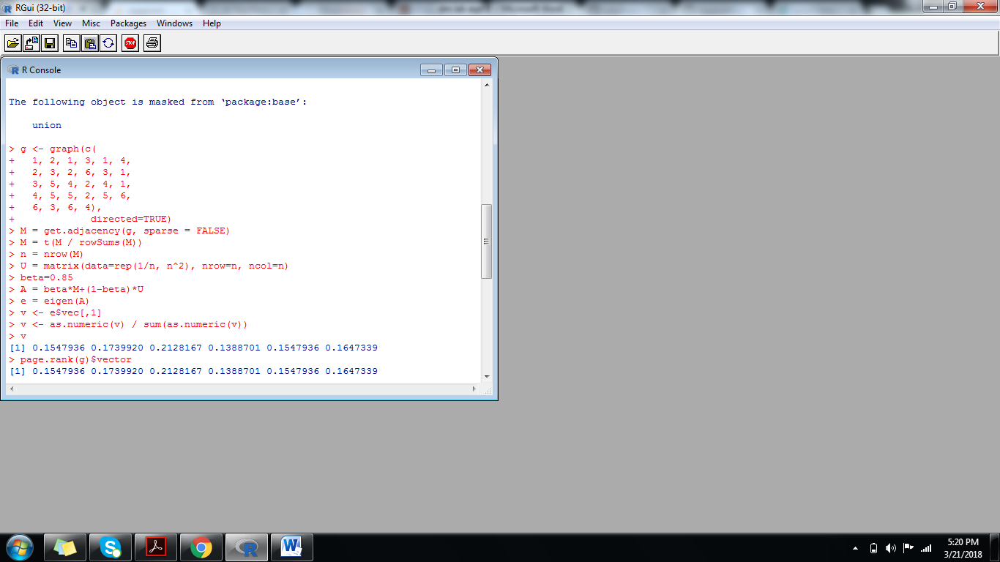 RGui (32-bit)
File Edit View Misc Packages Windows Help
STOP
R Console
The following object is masked from ‘package:base’:
    union
> g <- graph(c(
+   1, 2, 1, 3, 1, 4,
+   2, 3, 2, 6, 3, 1,
+   3, 5, 4, 2, 4, 1,
+   4, 5, 5, 2, 5, 6,
+   6, 3, 6, 4),
+             directed=TRUE)
> M = get.adjacency(g, sparse = FALSE)
> M = t(M / rowSums(M))
> n = nrow(M)
> U = matrix(data=rep(1/n, n^2), nrow=n, ncol=n)
> beta=0.85
> A = beta*M+(1-beta)*U
> e = eigen(A)
> v <- e$vec[,1]
> v <- as.numeric(v) / sum(as.numeric(v))
> v
[1] 0.1547936 0.1739920 0.2128167 0.1388701 0.1547936 0.1647339
> page.rank(g)$vector
[1] 0.1547936 0.1739920 0.2128167 0.1388701 0.1547936 0.1647339
5:20 PM
3/21/2018